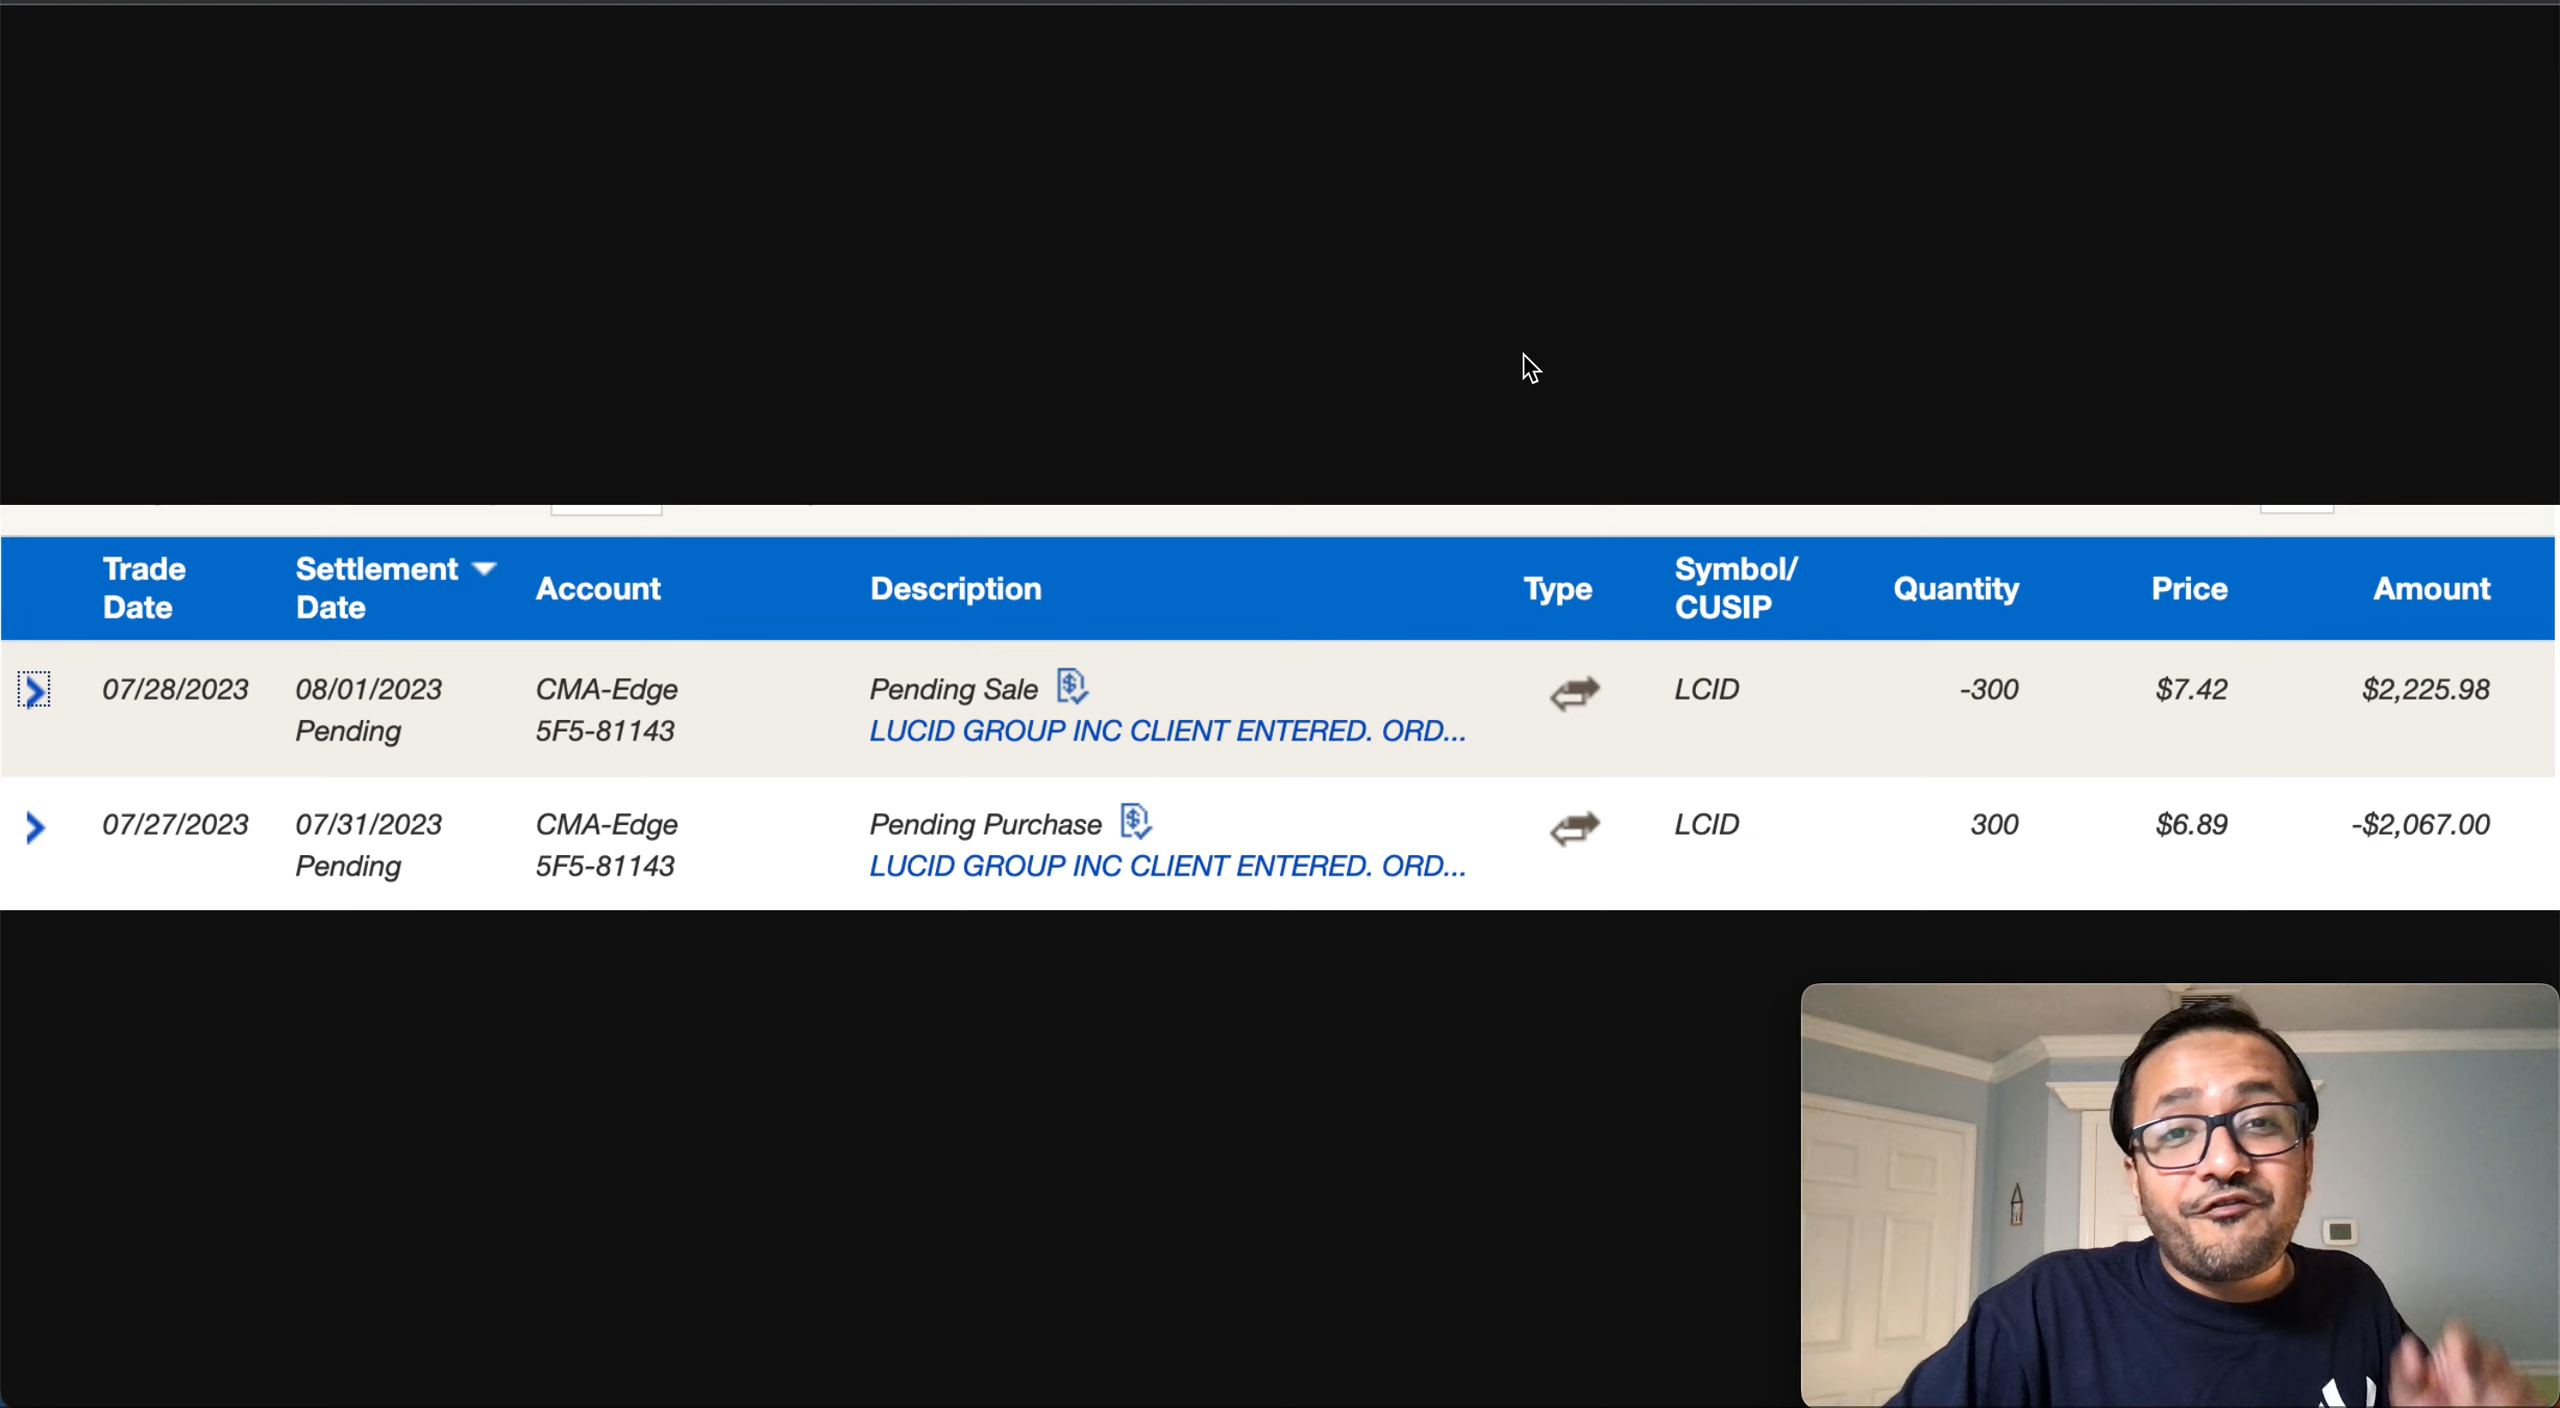 Trade Date
Settlement Date
Account
Description
Type
Symbol/ CUSIP
Quantity
Price
Amount
07/28/2023 08/01/2023 CMA-Edge Pending Sale LCID -300 $7.42 $2,225.98
Pending 5F5-81143 LUCID GROUP INC CLIENT ENTERED. ORD...
07/27/2023 07/31/2023 CMA-Edge Pending Purchase LCID 300 $6.89 -$2,067.00
Pending 5F5-81143 LUCID GROUP INC CLIENT ENTERED. ORD...